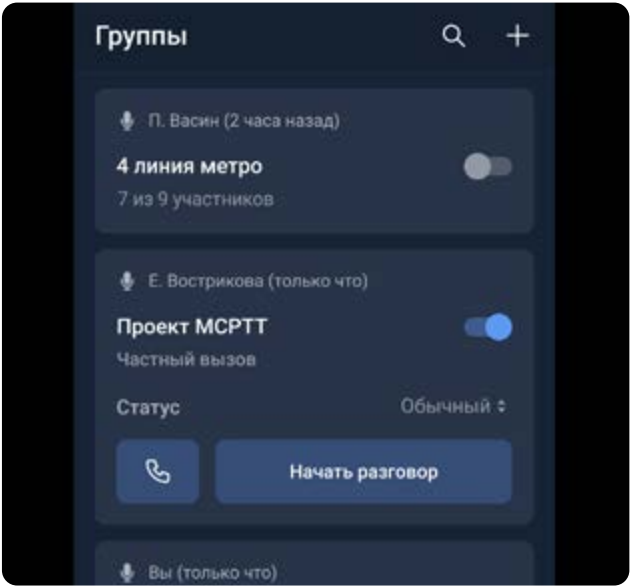 Группы
П. Васин (2 часа назад)
4 линия метро
7 из 9 участников
Е. Вострикова (только что)
Проект МСРТТ
Частный вызов
Статус
Обычный
Начать разговор
Вы (только что)